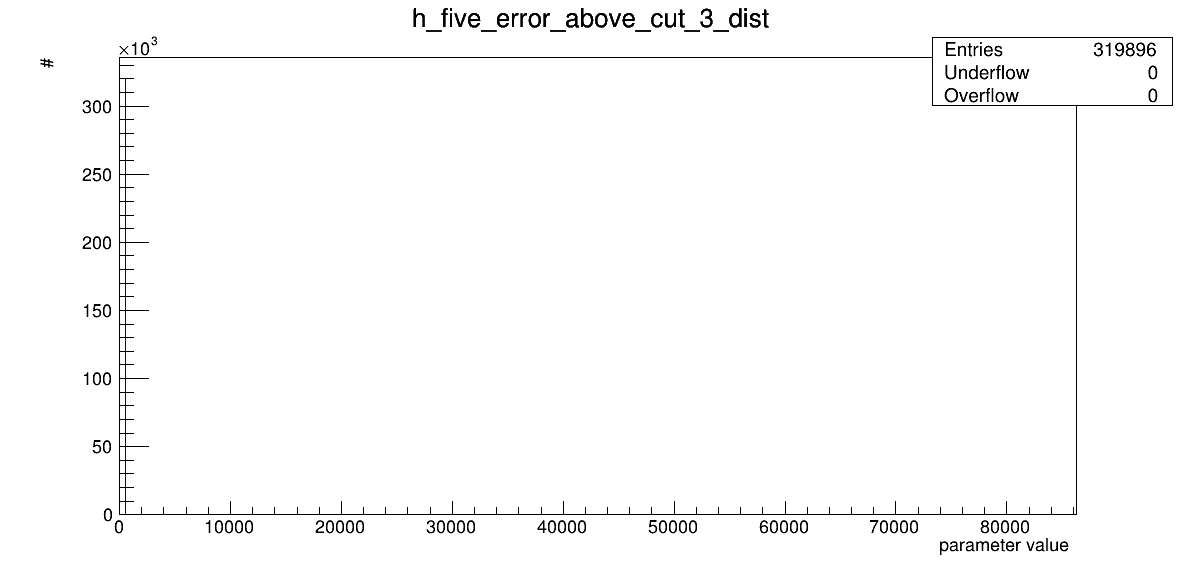 h_five_error_above_cut_3_dist
×10³
#
Entries 319896
Underflow 0
Overflow 0
300
250
200
150
100
50
0
0 10000 20000 30000 40000 50000 60000 70000 80000
parameter value